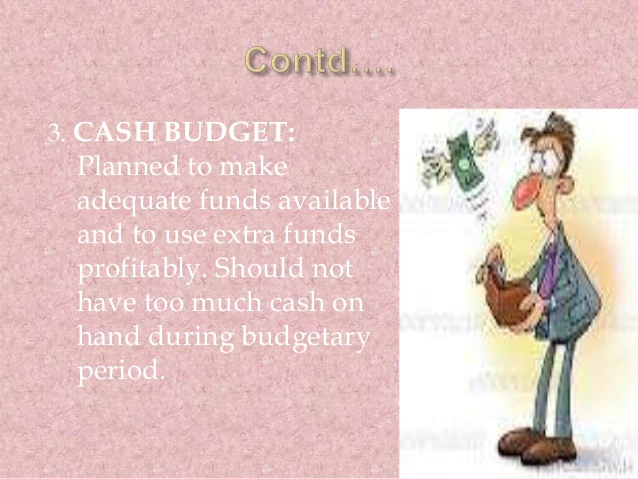 Contd....
3. CASH BUDGET:
Planned to make
adequate funds available
and to use extra funds
profitably. Should not
have too much cash on
hand during budgetary
period.